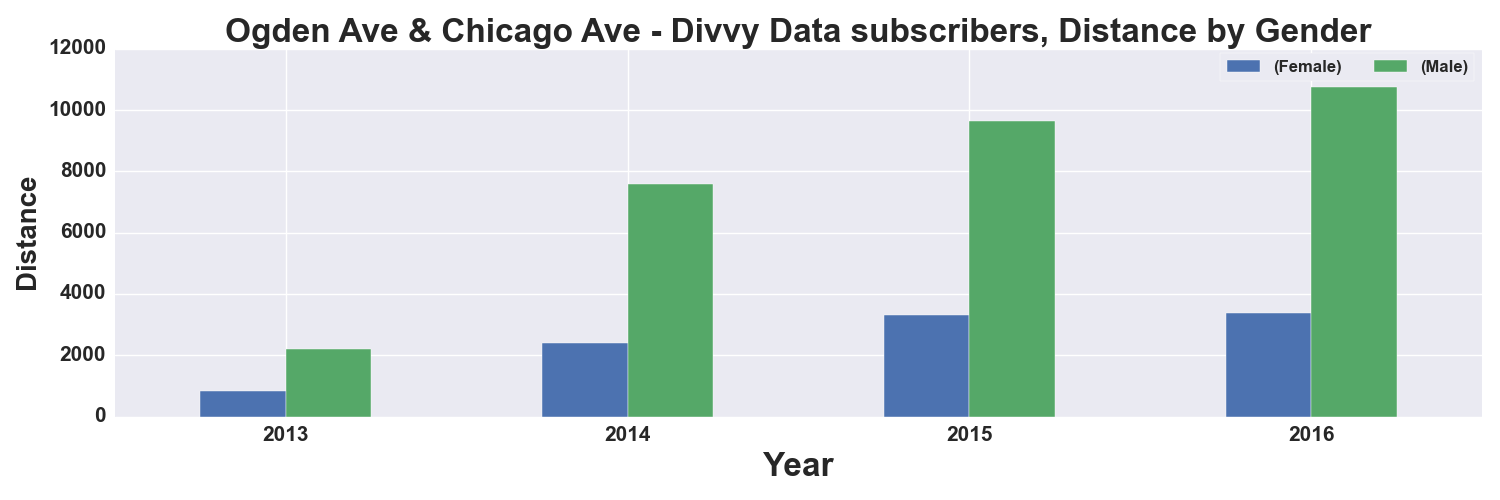 Ogden Ave & Chicago Ave - Divvy Data subscribers, Distance by Gender
12000
10000
8000
6000
4000
2000
0
Distance
(Female) (Male)
2013 2014 2015 2016
Year